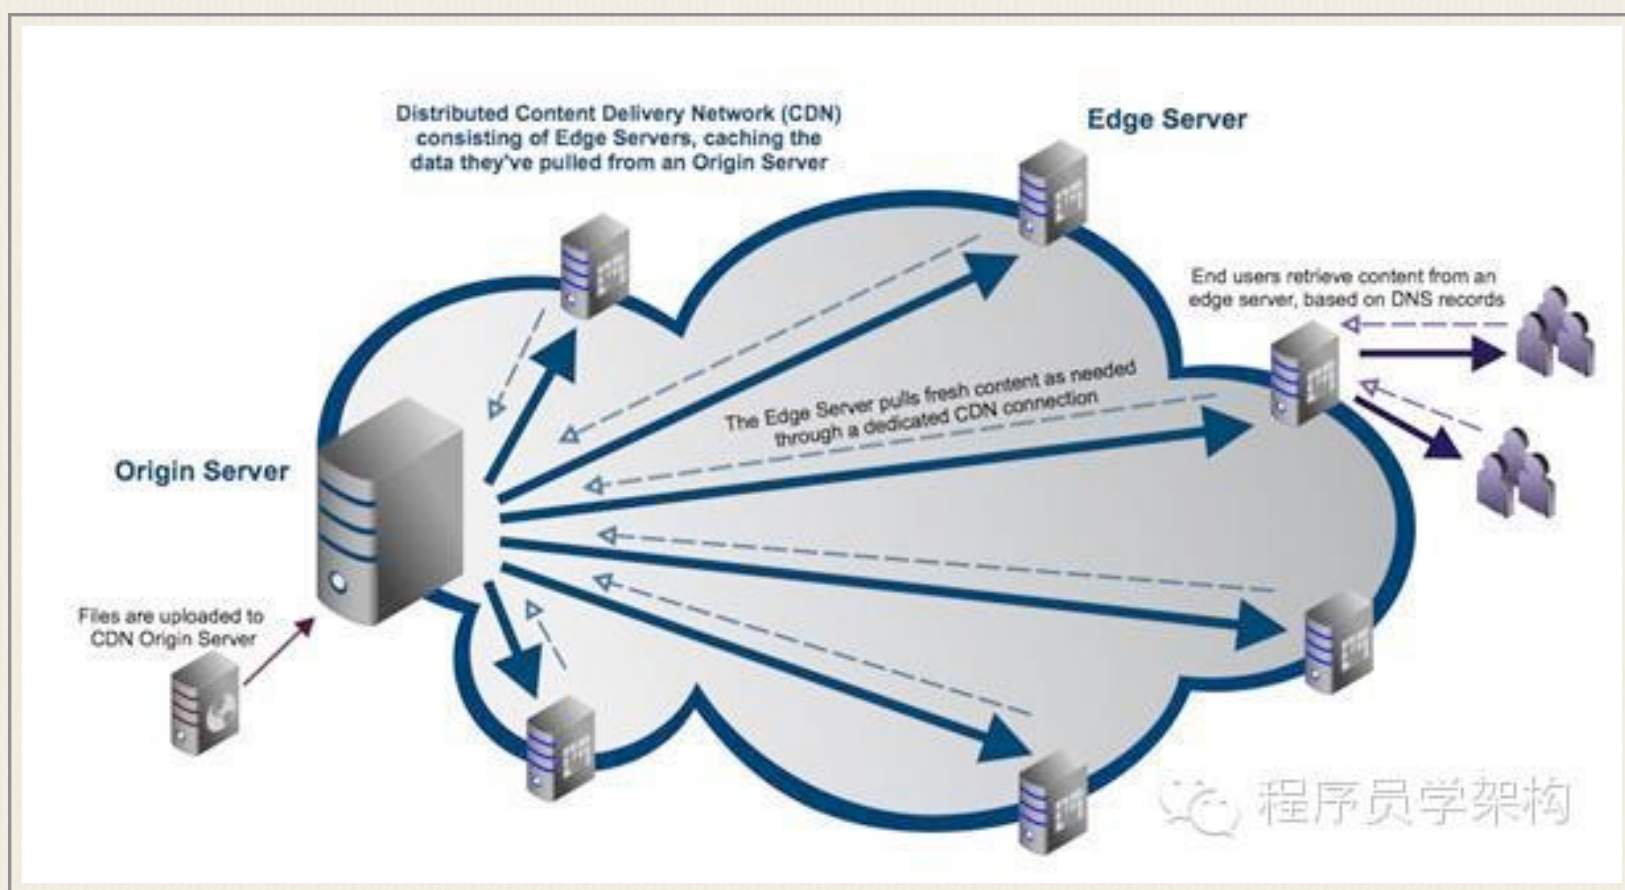 Distributed Content Delivery Network (CDN)
consisting of Edge Servers, caching the
data they've pulled from an Origin Server
Edge Server
End users retrieve content from an
edge server, based on DNS records
The Edge Server pulls fresh content as needed
through a dedicated CDN connection
Origin Server
Files are uploaded to
CDN Origin Server
程序员学架构